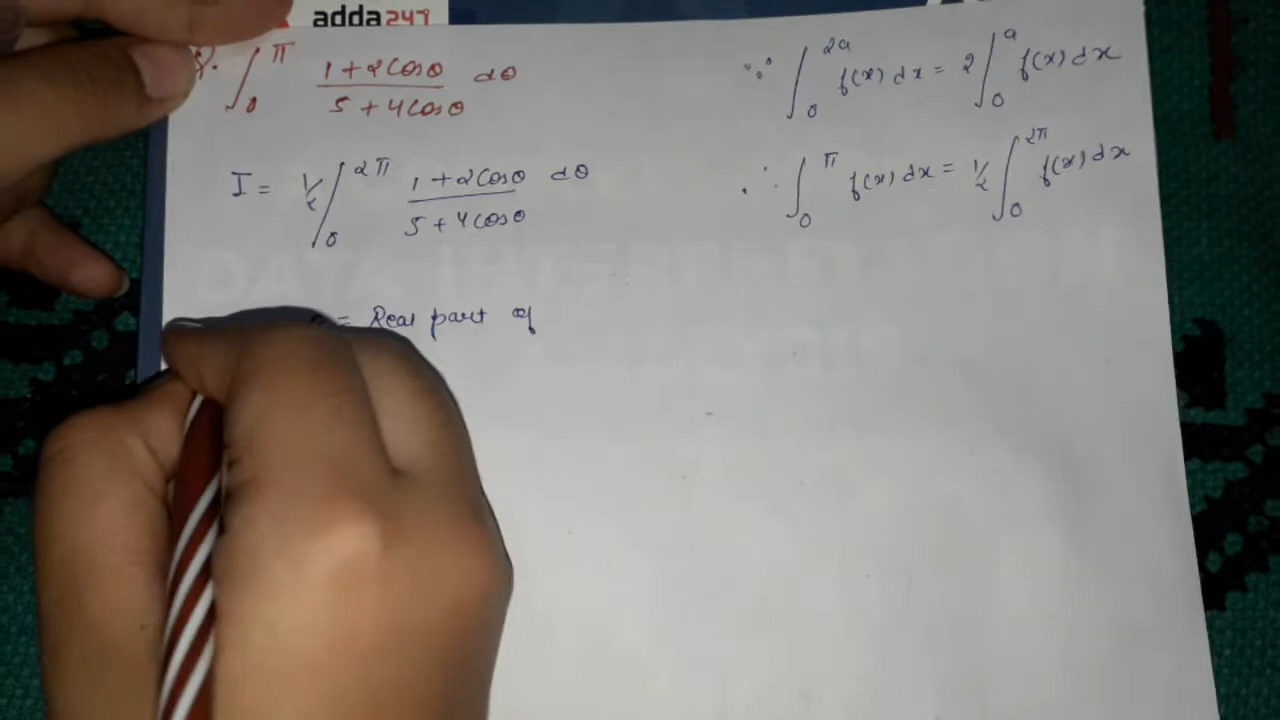 adda247
Q. ∫₀^π (1+2cosθ)/(5+4cosθ) dθ
∵ ∫₀^2a f(x) dx = 2 ∫₀^a f(x) dx
I = 1/2 ∫₀^2π (1+2cosθ)/(5+4cosθ) dθ
∴ ∫₀^π f(x) dx = 1/2 ∫₀^2π f(x) dx
= Real part of